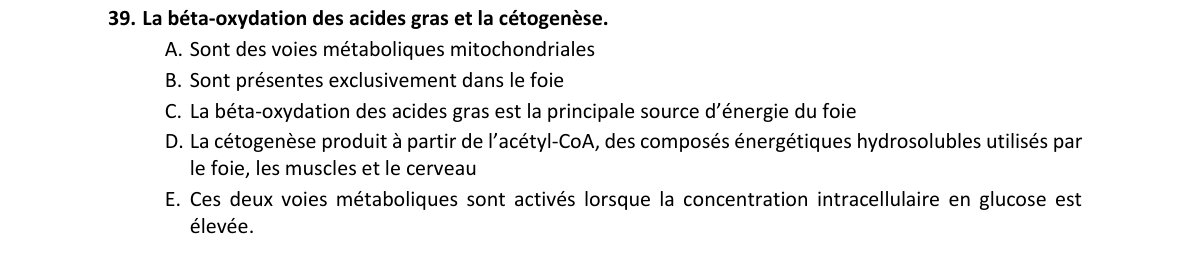 39. La béta-oxydation des acides gras et la cétogenèse.
A. Sont des voies métaboliques mitochondriales
B. Sont présentes exclusivement dans le foie
C. La béta-oxydation des acides gras est la principale source d’énergie du foie
D. La cétogenèse produit à partir de l’acétyl-CoA, des composés énergétiques hydrosolubles utilisés par
le foie, les muscles et le cerveau
E. Ces deux voies métaboliques sont activés lorsque la concentration intracellulaire en glucose est
élevée.